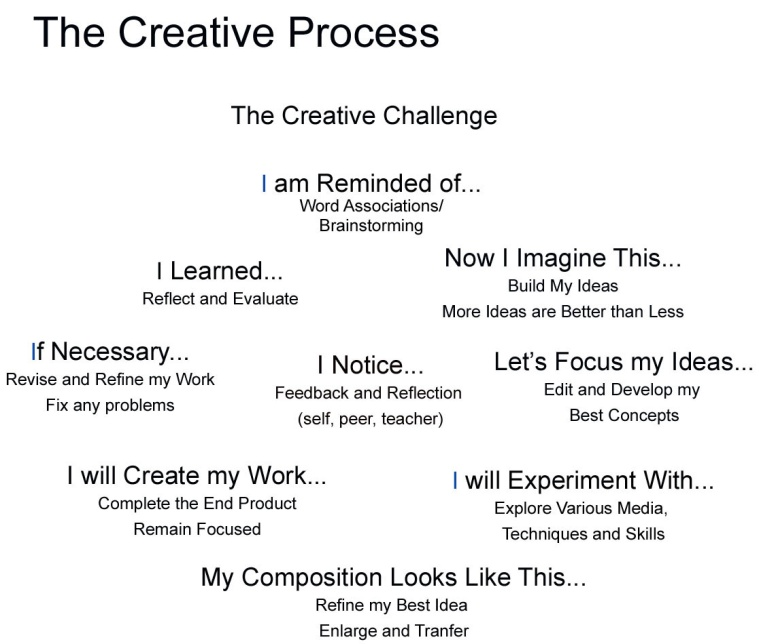 The Creative Process
The Creative Challenge
I am Reminded of...
Word Associations/
Brainstorming
Now I Imagine This...
Build My Ideas
More Ideas are Better than Less
Let's Focus my Ideas...
Edit and Develop my
Best Concepts
I will Experiment With...
Explore Various Media,
Techniques and Skills
My Composition Looks Like This...
Refine my Best Idea
Enlarge and Tranfer
I will Create my Work...
Complete the End Product
Remain Focused
If Necessary...
Revise and Refine my Work
Fix any problems
I Learned...
Reflect and Evaluate
I Notice...
Feedback and Reflection
(self, peer, teacher)